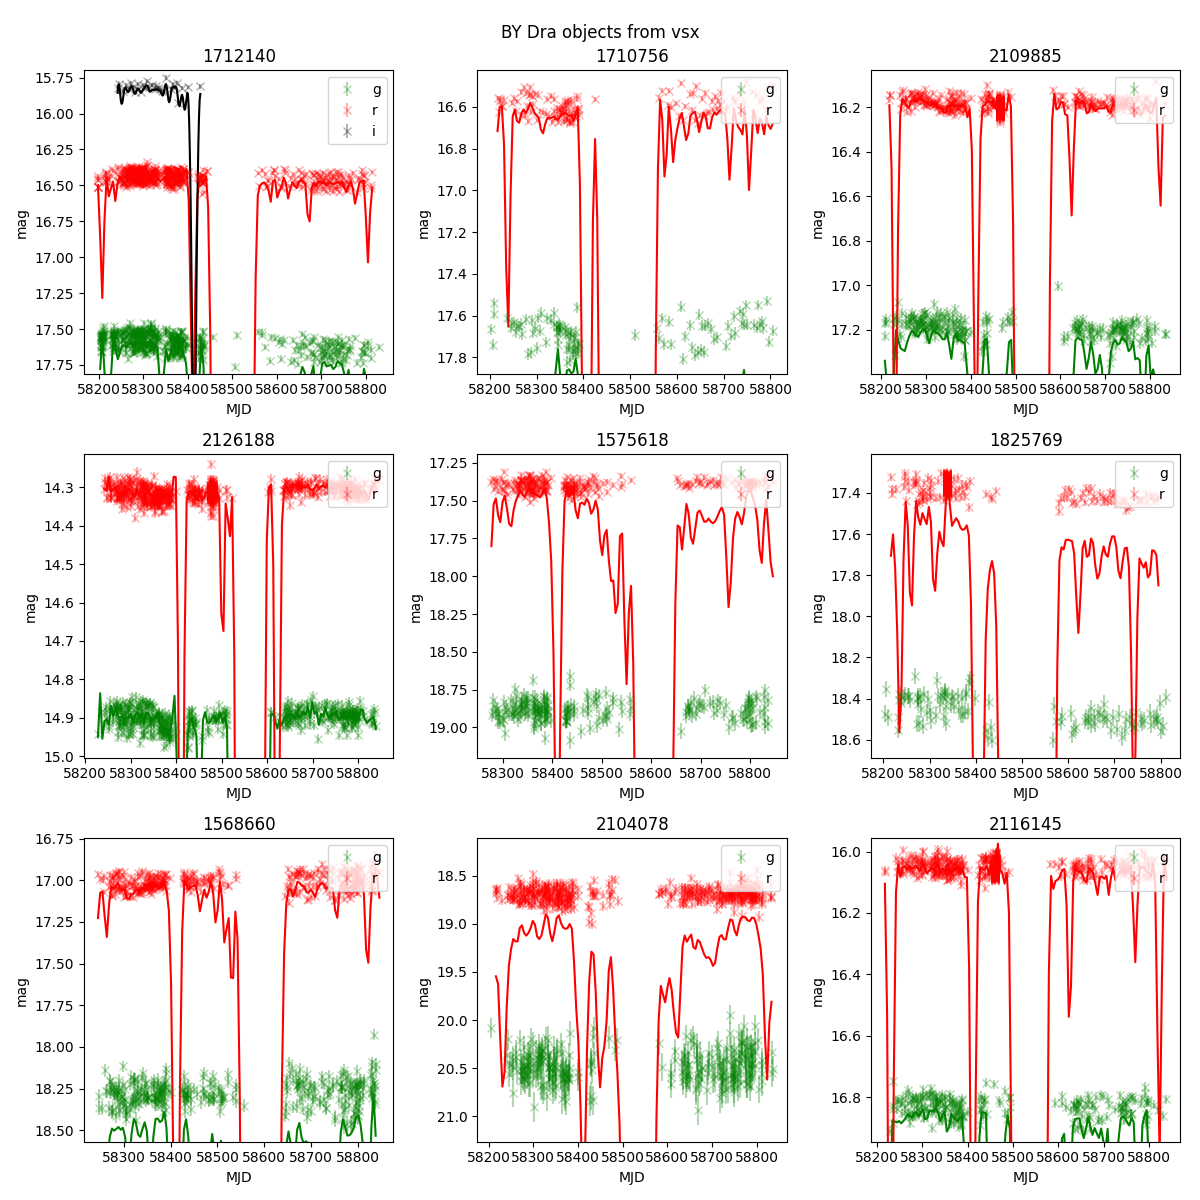 BY Dra objects from vsx
1712140
15.75
16.00
16.25
16.50
16.75
17.00
17.25
17.50
17.75
mag
58200 58300 58400 58500 58600 58700 58800
MJD
g
r
i
1710756
16.6
16.8
17.0
17.2
17.4
17.6
17.8
mag
58200 58300 58400 58500 58600 58700 58800
MJD
g
r
2109885
16.2
16.4
16.6
16.8
17.0
17.2
mag
58200 58300 58400 58500 58600 58700 58800
MJD
g
r
2126188
14.3
14.4
14.5
14.6
14.7
14.8
14.9
15.0
mag
58200 58300 58400 58500 58600 58700 58800
MJD
g
r
1575618
17.25
17.50
17.75
18.00
18.25
18.50
18.75
19.00
mag
58300 58400 58500 58600 58700 58800
MJD
g
r
1825769
17.4
17.6
17.8
18.0
18.2
18.4
18.6
mag
58200 58300 58400 58500 58600 58700 58800
MJD
g
r
1568660
16.75
17.00
17.25
17.50
17.75
18.00
18.25
18.50
mag
58300 58400 58500 58600 58700 58800
MJD
g
r
2104078
18.5
19.0
19.5
20.0
20.5
21.0
mag
58200 58300 58400 58500 58600 58700 58800
MJD
g
r
2116145
16.0
16.2
16.4
16.6
16.8
mag
58200 58300 58400 58500 58600 58700 58800
MJD
g
r